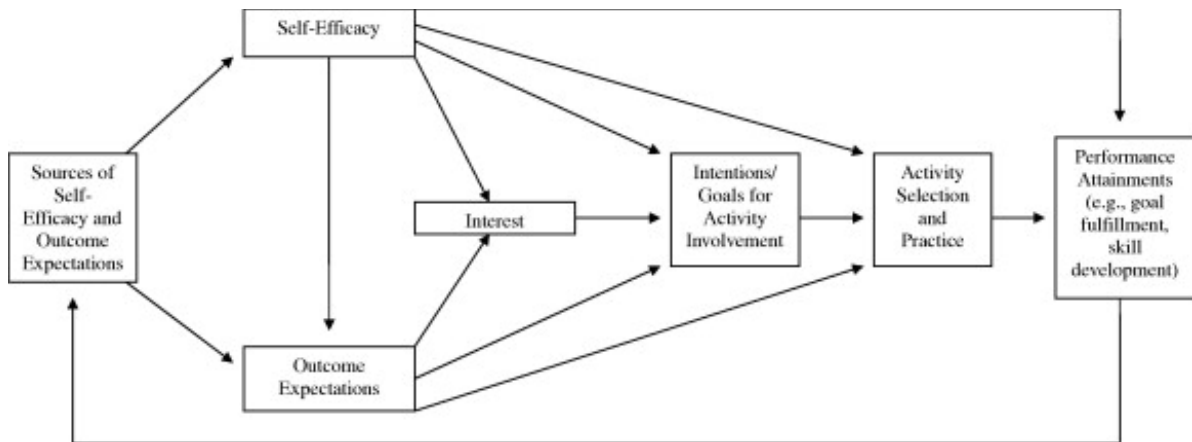 Self-Efficacy
Sources of
Self-
Efficacy and
Outcome
Expectations
Interest
Intentions/
Goals for
Activity
Involvement
Activity
Selection
and
Practice
Performance
Attainments
(e.g., goal
fulfillment,
skill
development)
Outcome
Expectations